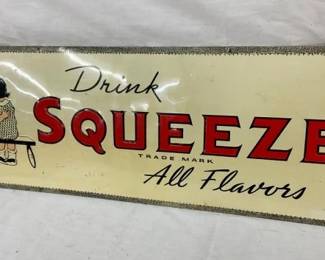 Drink
SQUEEZE
TRADE MARK
All Flavors